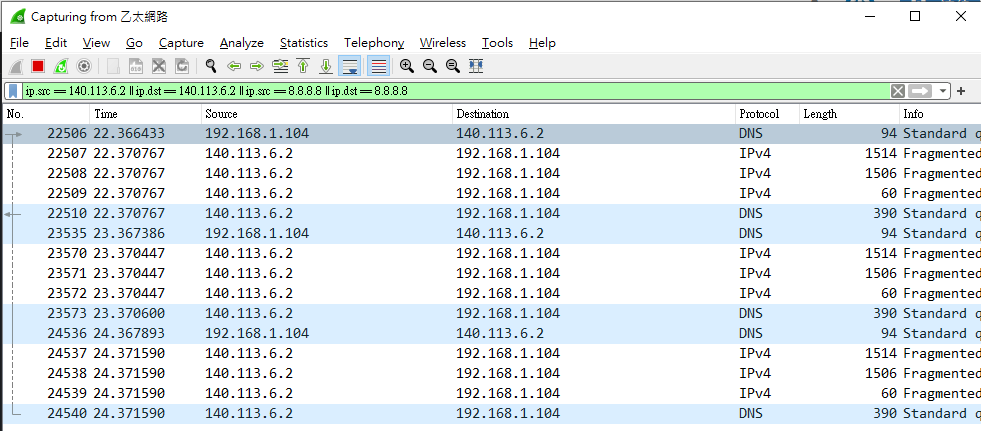 Capturing from 乙太網路
File Edit View Go Capture Analyze Statistics Telephony Wireless Tools Help
ip.src == 140.113.6.2 || ip.dst == 140.113.6.2 || ip.src == 8.8.8.8 || ip.dst == 8.8.8.8
No. Time Source Destination Protocol Length Info
22506 22.366433 192.168.1.104 140.113.6.2 DNS 94 Standard q
22507 22.370767 140.113.6.2 192.168.1.104 IPv4 1514 Fragmented
22508 22.370767 140.113.6.2 192.168.1.104 IPv4 1506 Fragmented
22509 22.370767 140.113.6.2 192.168.1.104 IPv4 60 Fragmented
22510 22.370767 140.113.6.2 192.168.1.104 DNS 390 Standard q
23535 23.367386 192.168.1.104 140.113.6.2 DNS 94 Standard q
23570 23.370447 140.113.6.2 192.168.1.104 IPv4 1514 Fragmented
23571 23.370447 140.113.6.2 192.168.1.104 IPv4 1506 Fragmented
23572 23.370447 140.113.6.2 192.168.1.104 IPv4 60 Fragmented
23573 23.370600 140.113.6.2 192.168.1.104 DNS 390 Standard q
24536 24.367893 192.168.1.104 140.113.6.2 DNS 94 Standard q
24537 24.371590 140.113.6.2 192.168.1.104 IPv4 1514 Fragmented
24538 24.371590 140.113.6.2 192.168.1.104 IPv4 1506 Fragmented
24539 24.371590 140.113.6.2 192.168.1.104 IPv4 60 Fragmented
24540 24.371590 140.113.6.2 192.168.1.104 DNS 390 Standard q